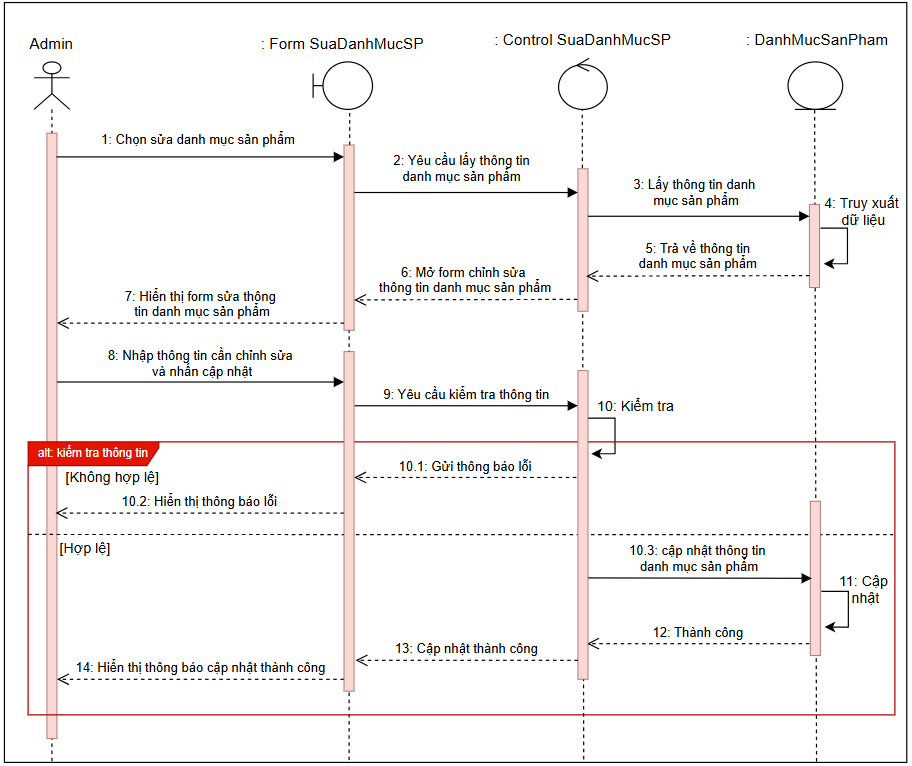 Admin
: Form SuaDanhMucSP
: Control SuaDanhMucSP
: DanhMucSanPham
1: Chọn sửa danh mục sản phẩm
2: Yêu cầu lấy thông tin
danh mục sản phẩm
3: Lấy thông tin danh
mục sản phẩm
4: Truy xuất
dữ liệu
5: Trả về thông tin
danh mục sản phẩm
6: Mở form chỉnh sửa
thông tin danh mục sản phẩm
7: Hiển thị form sửa thông
tin danh mục sản phẩm
8: Nhập thông tin cần chỉnh sửa
và nhấn cập nhật
9: Yêu cầu kiểm tra thông tin
10: Kiểm tra
alt: kiểm tra thông tin
10.1: Gửi thông báo lỗi
[Không hợp lệ]
10.2: Hiển thị thông báo lỗi
[Hợp lệ]
10.3: cập nhật thông tin
danh mục sản phẩm
11: Cập
nhật
12: Thành công
13: Cập nhật thành công
14: Hiển thị thông báo cập nhật thành công